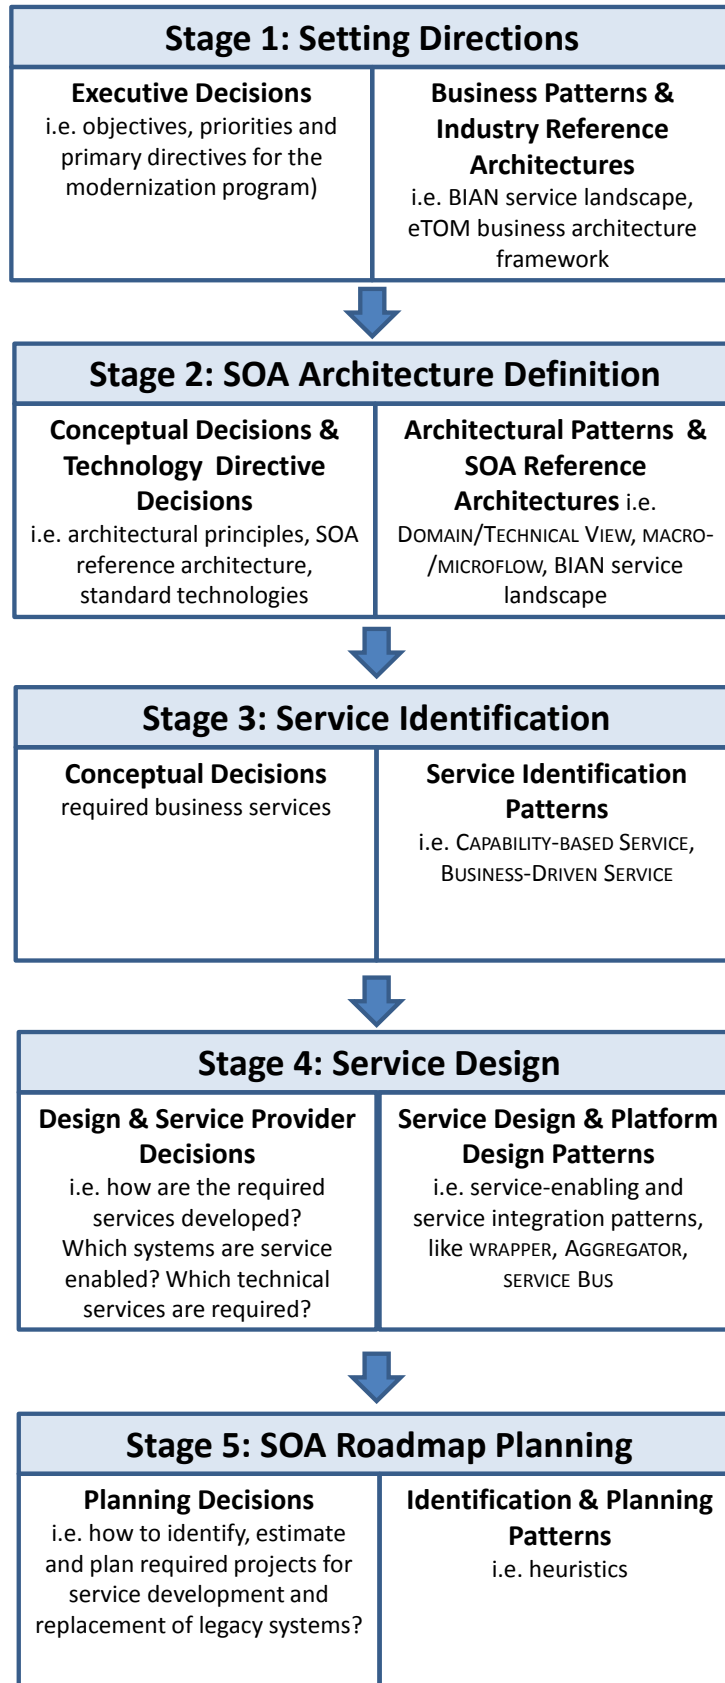 Stage 1: Setting Directions
Executive Decisions
i.e. objectives, priorities and
primary directives for the
modernization program)
Business Patterns &
Industry Reference
Architectures
i.e. BIAN service landscape,
eTOM business architecture
framework
Stage 2: SOA Architecture Definition
Conceptual Decisions &
Technology Directive
Decisions
i.e. architectural principles, SOA
reference architecture,
standard technologies
Architectural Patterns &
SOA Reference
Architectures i.e.
DOMAIN/TECHNICAL VIEW, MACRO-
/MICROFLOW, BIAN service
landscape
Stage 3: Service Identification
Conceptual Decisions
required business services
Service Identification
Patterns
i.e. CAPABILITY-BASED SERVICE,
BUSINESS-DRIVEN SERVICE
Stage 4: Service Design
Design & Service Provider
Decisions
i.e. how are the required
services developed?
Which systems are service
enabled? Which technical
services are required?
Service Design & Platform
Design Patterns
i.e. service-enabling and
service integration patterns,
like WRAPPER, AGGREGATOR,
SERVICE BUS
Stage 5: SOA Roadmap Planning
Planning Decisions
i.e. how to identify, estimate
and plan required projects for
service development and
replacement of legacy systems?
Identification & Planning
Patterns
i.e. heuristics